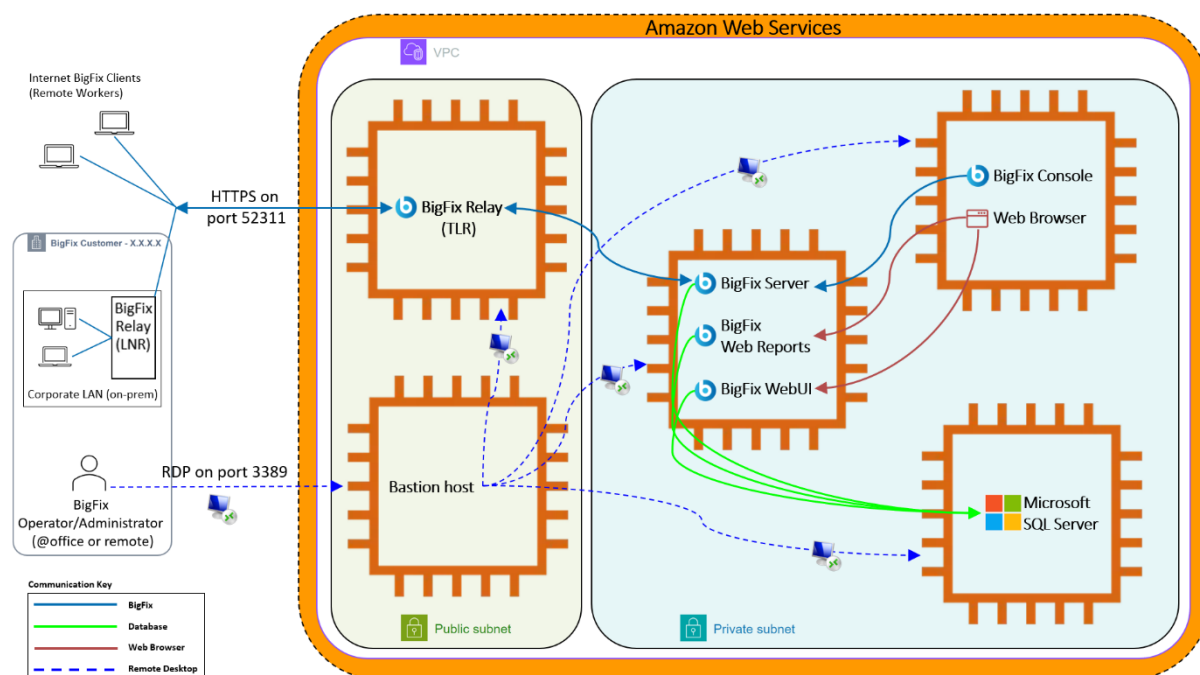 Amazon Web Services
VPC
Internet BigFix Clients
(Remote Workers)
HTTPS on
port 52311
BigFix Relay
(TLR)
BigFix Console
Web Browser
BigFix Customer - X.X.X.X
BigFix
Relay
(LNR)
Corporate LAN (on-prem)
BigFix Server
BigFix
Web Reports
BigFix WebUI
RDP on port 3389
Bastion host
BigFix
Operator/Administrator
(@office or remote)
Microsoft
SQL Server
Communication Key
BigFix
Database
Web Browser
Remote Desktop
Public subnet
Private subnet